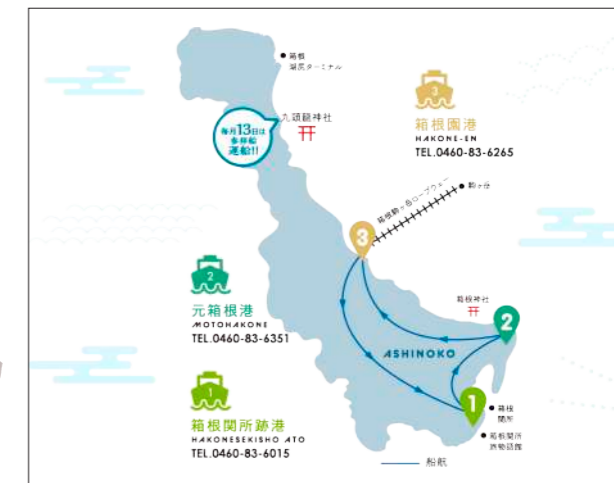 箱根
湖尻ターミナル
九頭龍神社
毎月13日は
参拝船
運航!!
3
箱根園港
HAKONE-EN
TEL.0460-83-6265
箱根駒ヶ岳ロープウェー
駒ヶ岳
3
2
元箱根港
MOTOHAKONE
TEL.0460-83-6351
箱根神社
2
ASHINOKO
1
箱根関所跡港
HAKONESEKISHO ATO
TEL.0460-83-6015
1
箱根
関所
箱根関所
旅物語館
船航